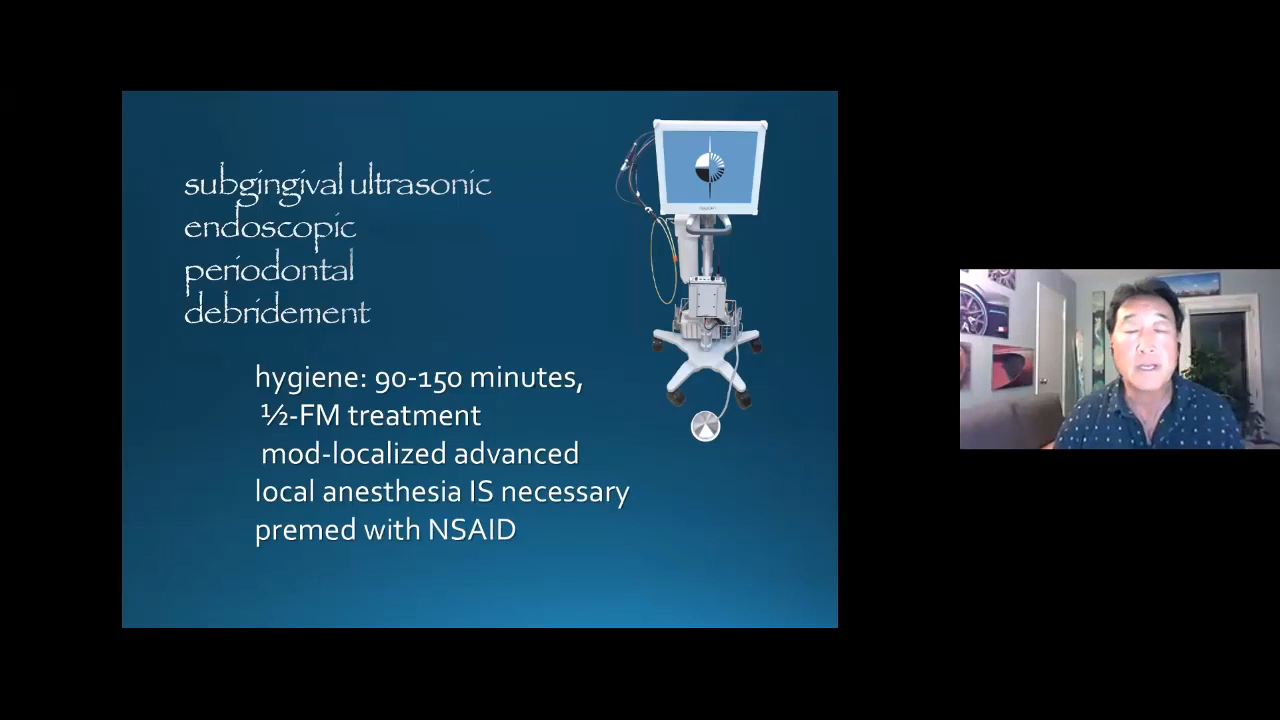 subgingival ultrasonic
endoscopic
periodontal
debridement
hygiene: 90-150 minutes,
½-FM treatment
mod-localized advanced
local anesthesia IS necessary
premed with NSAID